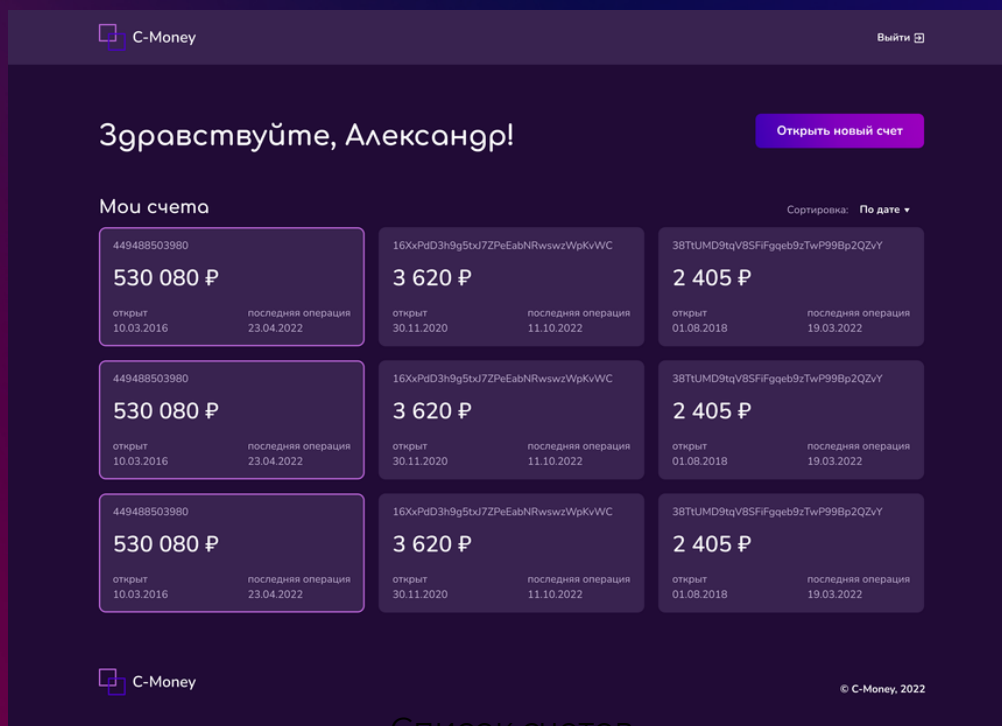 C-Money
Выйти
Здравствуйте, Александр!
Открыть новый счет
Мои счета
Сортировка: По дате
449488503980
530 080 ₽
открыт последняя операция
10.03.2016 23.04.2022
16XxPdD3h9g5txJ7ZPeEabNRwswzWpKvWC
3 620 ₽
открыт последняя операция
30.11.2020 11.10.2022
38TtUMD9tqV8SFiFgqeb9zTwP99Bp2QZvY
2 405 ₽
открыт последняя операция
01.08.2018 19.03.2022
449488503980
530 080 ₽
открыт последняя операция
10.03.2016 23.04.2022
16XxPdD3h9g5txJ7ZPeEabNRwswzWpKvWC
3 620 ₽
открыт последняя операция
30.11.2020 11.10.2022
38TtUMD9tqV8SFiFgqeb9zTwP99Bp2QZvY
2 405 ₽
открыт последняя операция
01.08.2018 19.03.2022
449488503980
530 080 ₽
открыт последняя операция
10.03.2016 23.04.2022
16XxPdD3h9g5txJ7ZPeEabNRwswzWpKvWC
3 620 ₽
открыт последняя операция
30.11.2020 11.10.2022
38TtUMD9tqV8SFiFgqeb9zTwP99Bp2QZvY
2 405 ₽
открыт последняя операция
01.08.2018 19.03.2022
C-Money
© C-Money, 2022
Список счетов